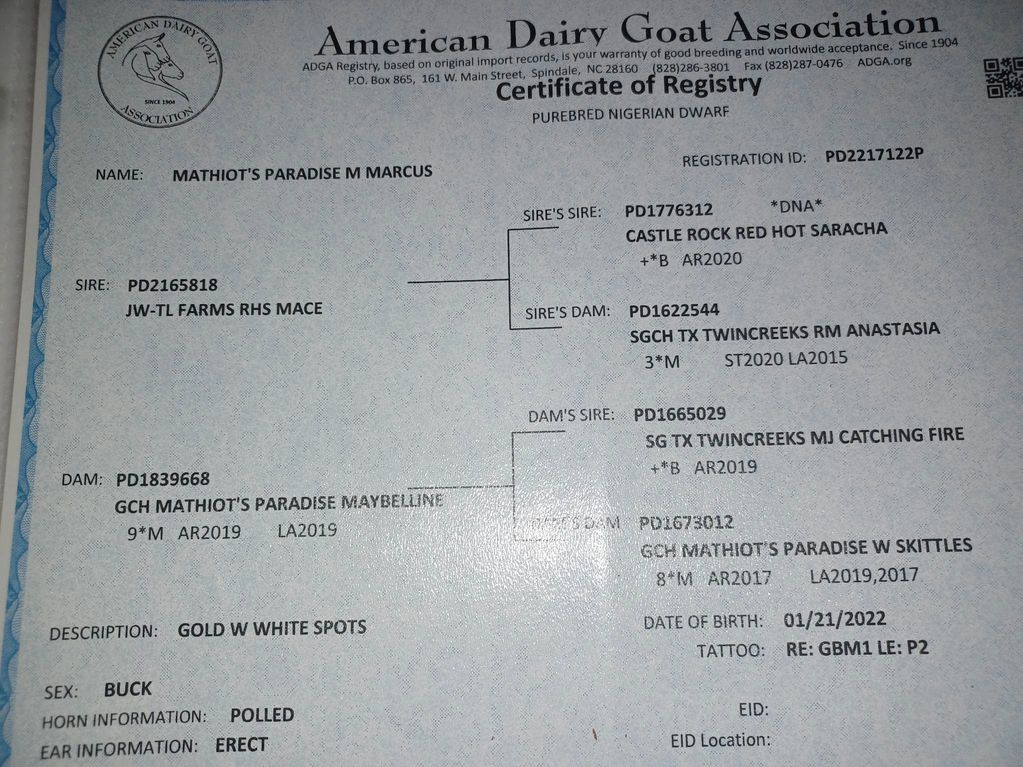 AMERICAN DAIRY GOAT
SINCE 1904
ASSOCIATION
American Dairy Goat Association
ADGA Registry, based on original import records, is your warranty of good breeding and worldwide acceptance. Since 1904
P.O. Box 865, 161 W. Main Street, Spindale, NC 28160 (828)286-3801 Fax (828)287-0476 ADGA.org
Certificate of Registry
PUREBRED NIGERIAN DWARF
NAME: MATHIOT'S PARADISE M MARCUS
REGISTRATION ID: PD2217122P
SIRE'S SIRE: PD1776312 *DNA*
CASTLE ROCK RED HOT SARACHA
+*B AR2020
SIRE: PD2165818
JW-TL FARMS RHS MACE
SIRE'S DAM: PD1622544
SGCH TX TWINCREEKS RM ANASTASIA
3*M ST2020 LA2015
DAM'S SIRE: PD1665029
SG TX TWINCREEKS MJ CATCHING FIRE
+*B AR2019
DAM: PD1839668
GCH MATHIOT'S PARADISE MAYBELLINE
9*M AR2019 LA2019
DAM'S DAM PD1673012
GCH MATHIOT'S PARADISE W SKITTLES
8*M AR2017 LA2019,2017
DESCRIPTION: GOLD W WHITE SPOTS
DATE OF BIRTH: 01/21/2022
TATTOO: RE: GBM1 LE: P2
SEX: BUCK
HORN INFORMATION: POLLED
EAR INFORMATION: ERECT
EID:
EID Location: